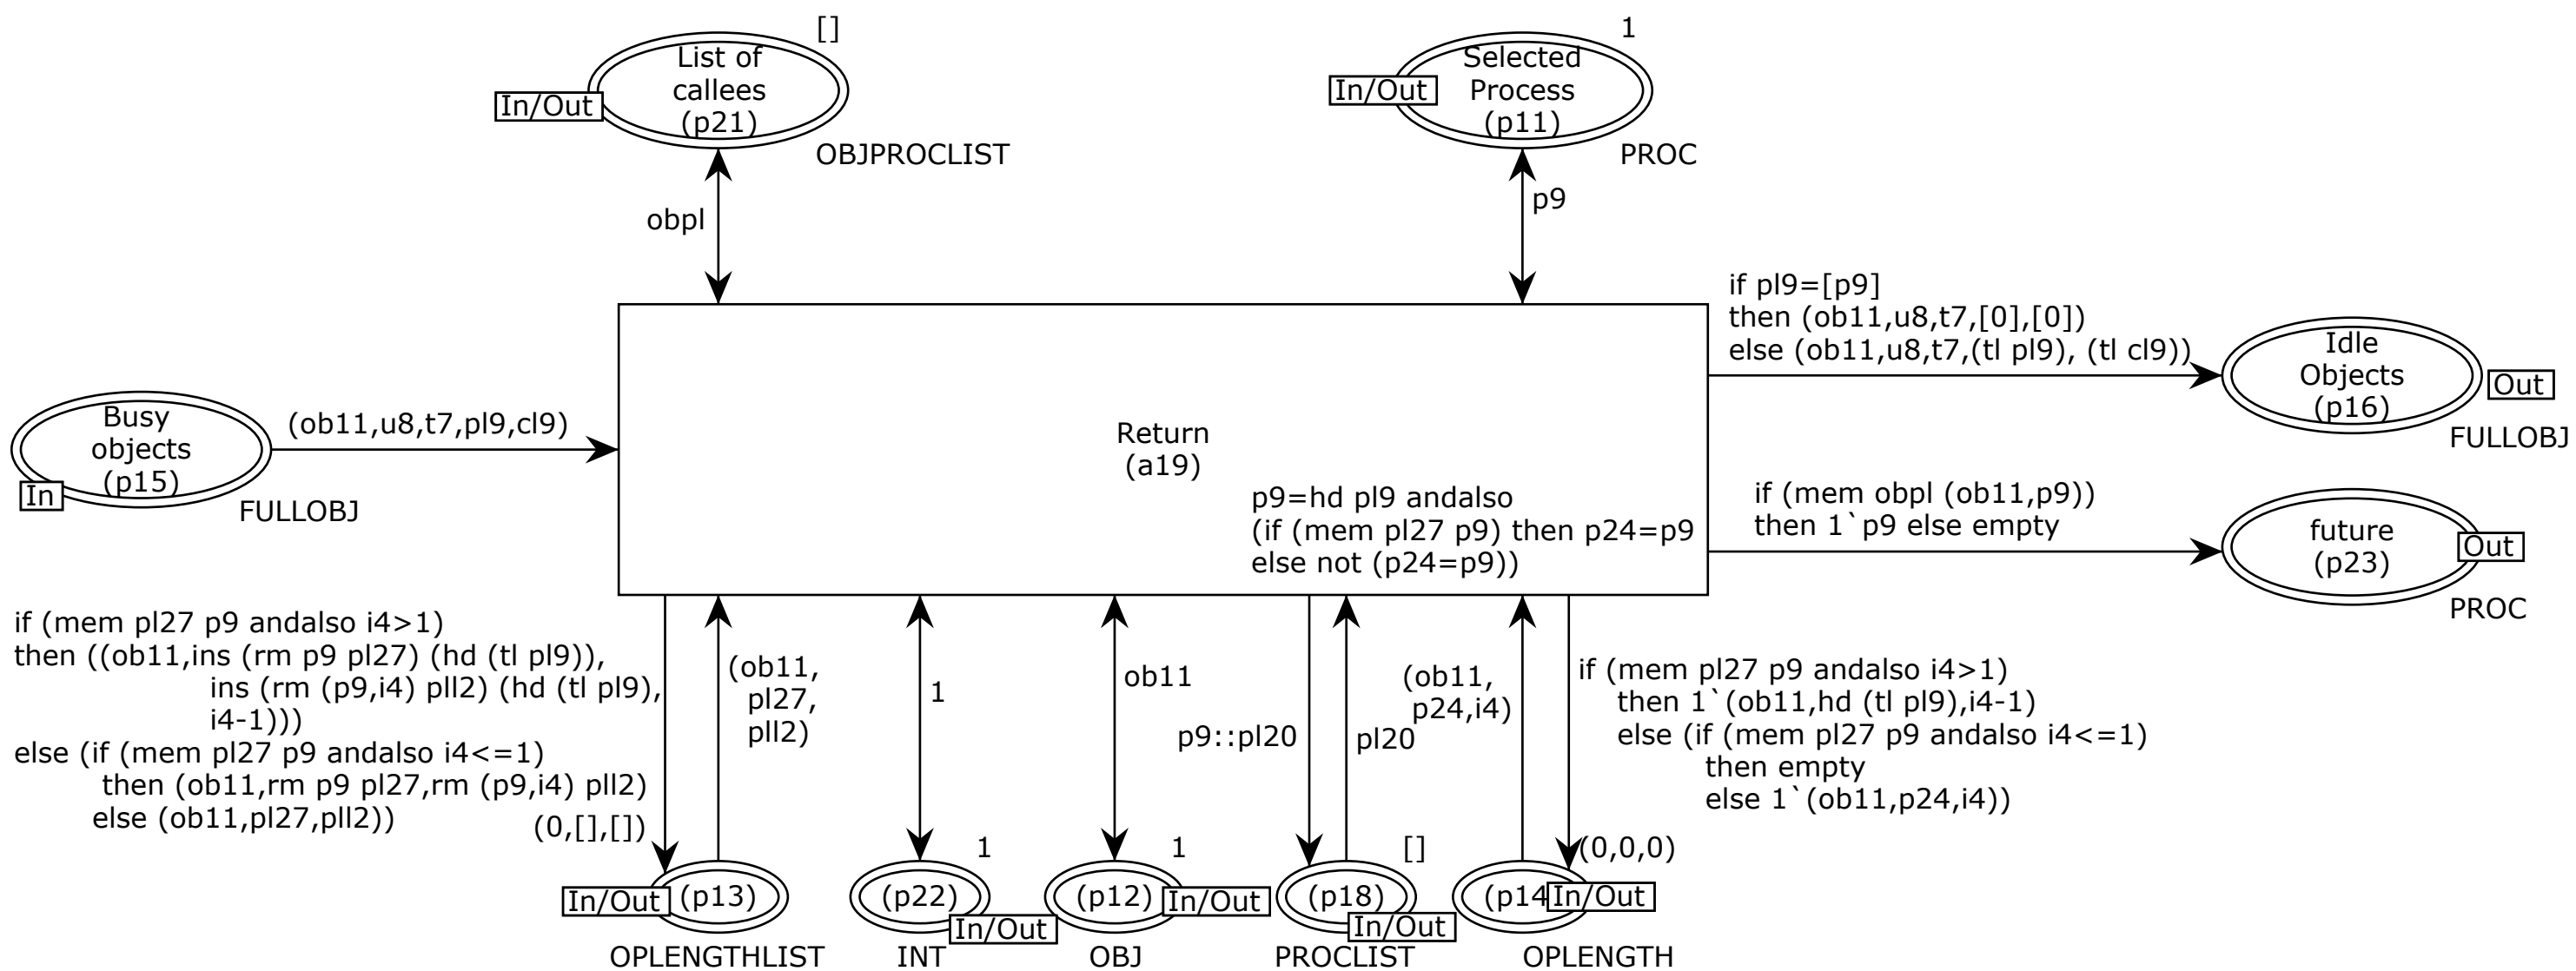 []
List of
callees
(p21)
In/Out
OBJPROCLIST
obpl
1
Selected
Process
(p11)
In/Out
PROC
p9
if pl9=[p9]
then (ob11,u8,t7,[0],[0])
else (ob11,u8,t7,(tl pl9), (tl cl9))
Idle
Objects
(p16)
Out
FULLOBJ
Busy
objects
(p15)
In
FULLOBJ
(ob11,u8,t7,pl9,cl9)
Return
(a19)
p9=hd pl9 andalso
(if (mem pl27 p9) then p24=p9
else not (p24=p9))
if (mem obpl (ob11,p9))
then 1`p9 else empty
future
(p23)
Out
PROC
if (mem pl27 p9 andalso i4>1)
then ((ob11,ins (rm p9 pl27) (hd (tl pl9)),
ins (rm (p9,i4) pll2) (hd (tl pl9),
i4-1)))
else (if (mem pl27 p9 andalso i4<=1)
then (ob11,rm p9 pl27,rm (p9,i4) pll2)
else (ob11,pl27,pll2))
(0,[],[])
(ob11,
pl27,
pll2)
1
ob11
p9::pl20
pl20
(ob11,
p24,i4)
if (mem pl27 p9 andalso i4>1)
then 1`(ob11,hd (tl pl9),i4-1)
else (if (mem pl27 p9 andalso i4<=1)
then empty
else 1`(ob11,p24,i4))
In/Out
(p13)
OPLENGTHLIST
1
(p22)
In/Out
INT
1
(p12)
In/Out
OBJ
[]
(p18)
In/Out
PROCLIST
(0,0,0)
(p14
In/Out
OPLENGTH